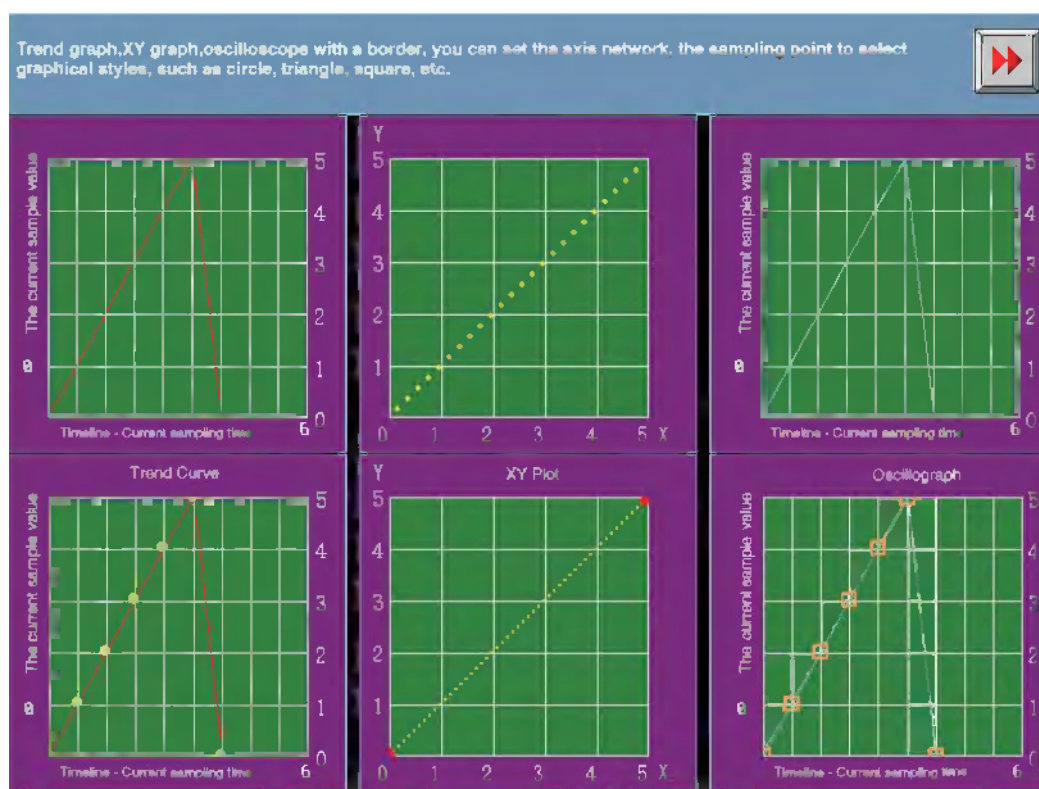 Trend graph,XY graph,oscilloscope with a border, you can set tha axis network, the sampling point to select
graphical styles, such as circle, triangle, square, etc.
The current sample value
0
5
4
3
2
1
0
Timeline - Current sampling time
6
Y
5
4
3
2
1
0 1 2 3 4 5 X
The current sample value
0
5
4
3
2
1
0
Timeline - Current sampling time
6
Trend Curve
The current sample value
0
5
4
3
2
1
0
Timeline - Current sampling time
6
XY Plot
Y
5
4
3
2
1
0 1 2 3 4 5 X
Oscillograph
The current sample value
0
5
4
3
2
1
0
Timeline - Current sampling time
6